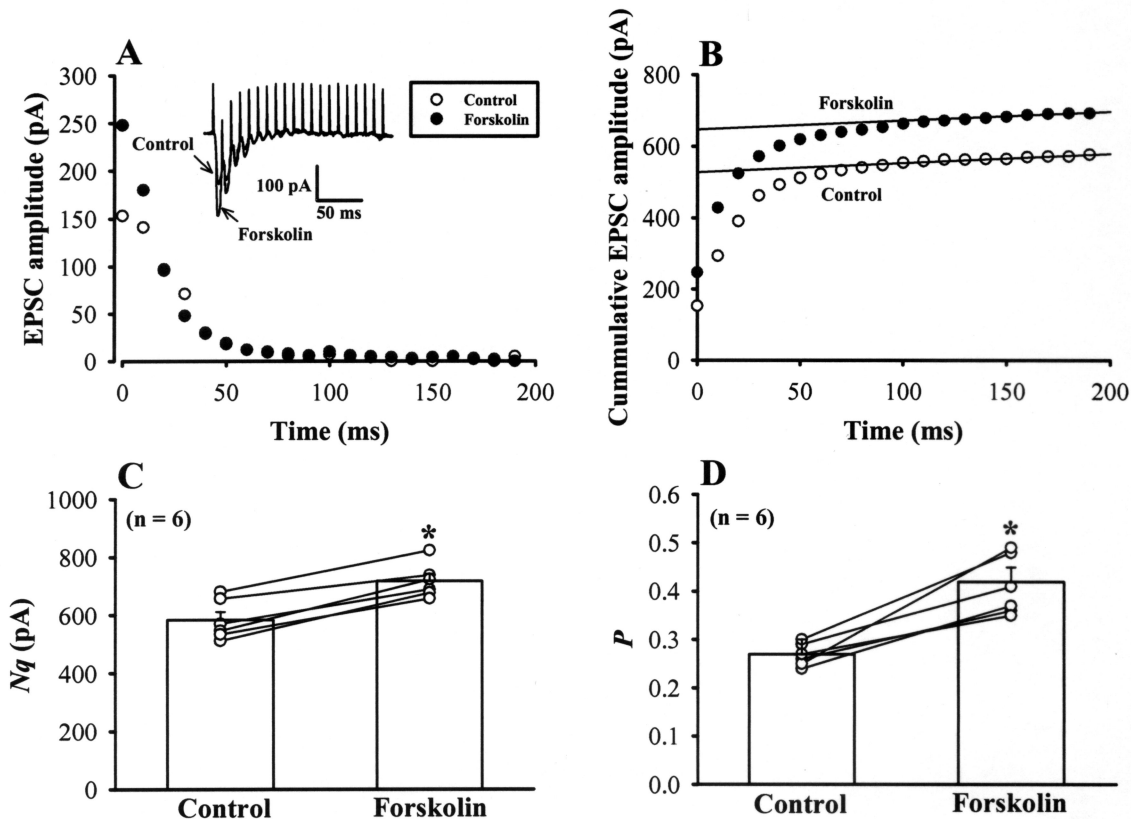 A
EPSC amplitude (pA)
300
250
200
150
100
50
0
0 50 100 150 200
Time (ms)
Control
Forskolin
100 pA
50 ms
Control
Forskolin
B
Cummulative EPSC amplitude (pA)
800
600
400
200
0
0 50 100 150 200
Time (ms)
Forskolin
Control
C
Nq (pA)
1000
800
600
400
200
0
(n = 6)
*
Control Forskolin
D
P
0.6
0.5
0.4
0.3
0.2
0.1
0.0
(n = 6)
*
Control Forskolin